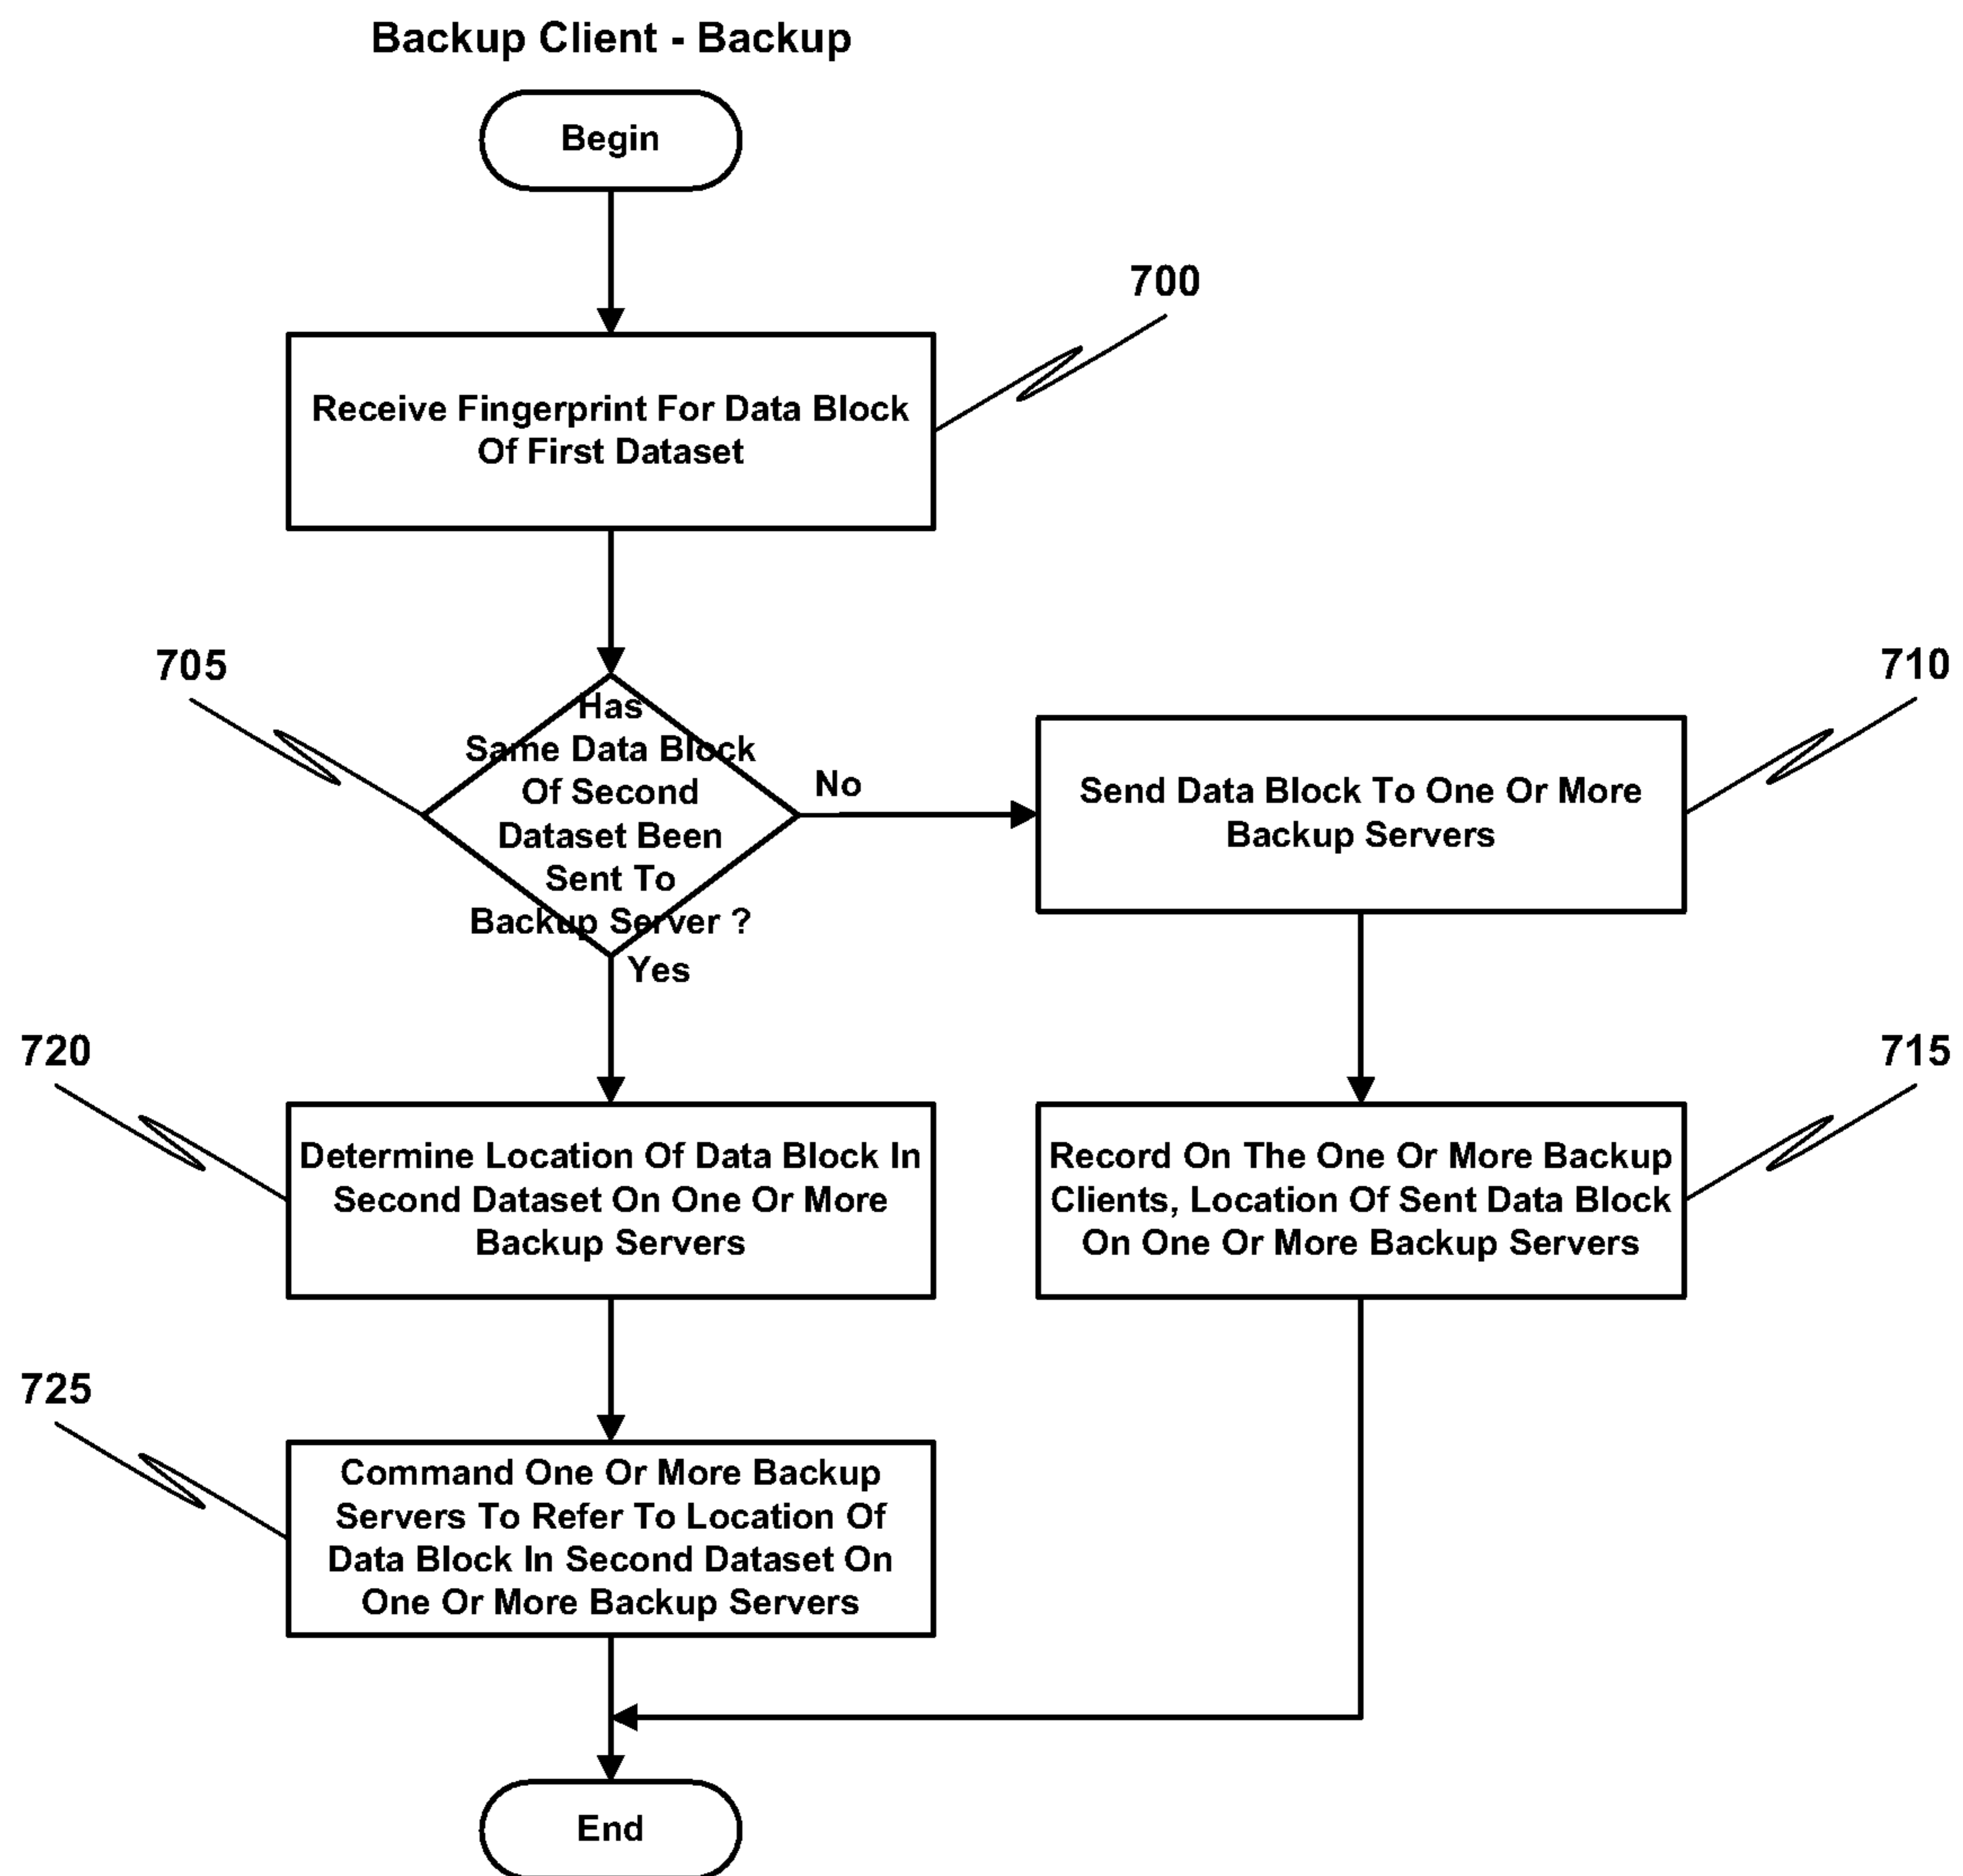 Backup Client - Backup
Begin
700
Receive Fingerprint For Data Block
Of First Dataset
705
Has
Same Data Block
Of Second
Dataset Been
Sent To
Backup Server ?
No
Yes
710
Send Data Block To One Or More
Backup Servers
720
Determine Location Of Data Block In
Second Dataset On One Or More
Backup Servers
715
Record On The One Or More Backup
Clients, Location Of Sent Data Block
On One Or More Backup Servers
725
Command One Or More Backup
Servers To Refer To Location Of
Data Block In Second Dataset On
One Or More Backup Servers
End